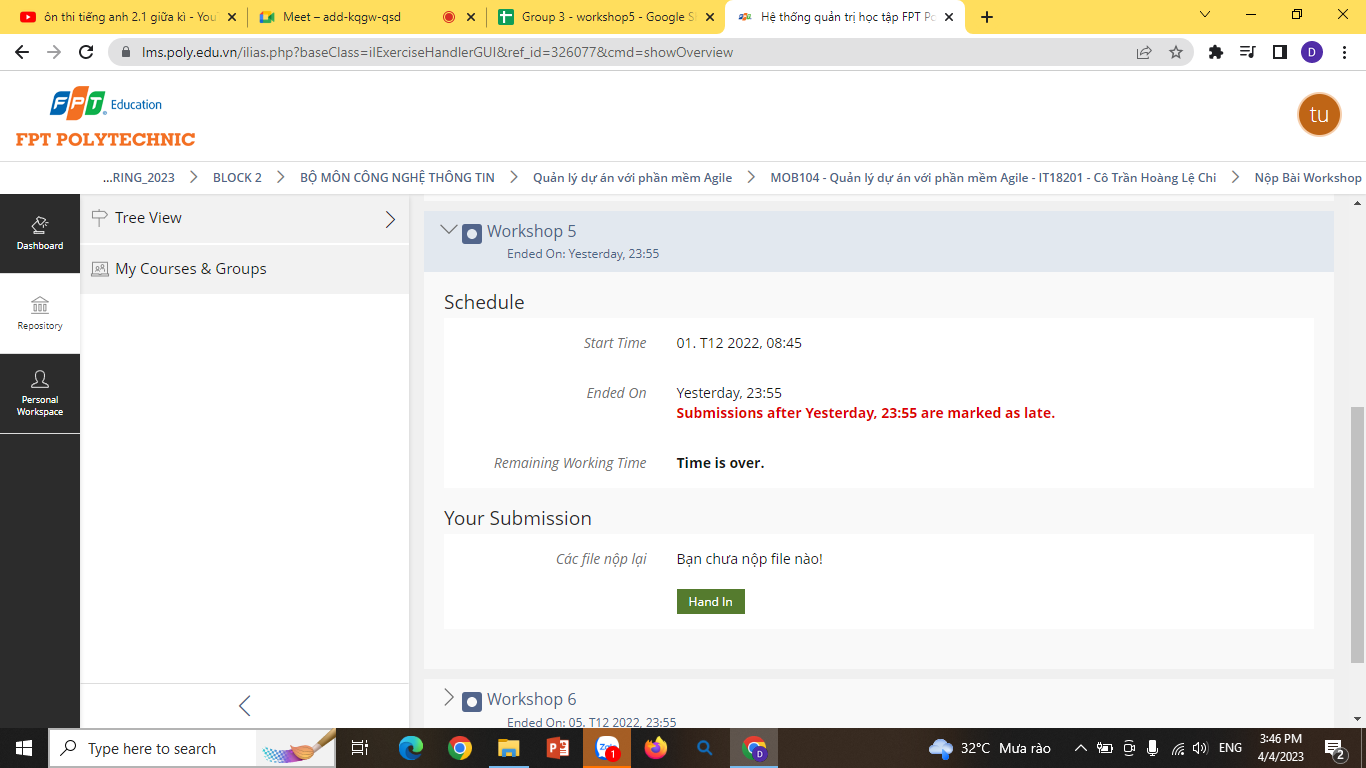 ôn thi tiếng anh 2.1 giữa kì - You
Meet – add-kqgw-qsd
Group 3 - workshop5 - Google S
Hệ thống quản trị học tập FPT Po
lms.poly.edu.vn/ilias.php?baseClass=ilExerciseHandlerGUI&ref_id=326077&cmd=showOverview
D
FPT Education
FPT POLYTECHNIC
tu
...RING_2023
BLOCK 2
BỘ MÔN CÔNG NGHỆ THÔNG TIN
Quản lý dự án với phần mềm Agile
MOB104 - Quản lý dự án với phần mềm Agile - IT18201 - Cô Trần Hoàng Lệ Chi
Nộp Bài Workshop
Dashboard
Repository
Personal
Workspace
Tree View
My Courses & Groups
Workshop 5
Ended On: Yesterday, 23:55
Schedule
Start Time
01. T12 2022, 08:45
Ended On
Yesterday, 23:55
Submissions after Yesterday, 23:55 are marked as late.
Remaining Working Time
Time is over.
Your Submission
Các file nộp lại
Bạn chưa nộp file nào!
Hand In
Workshop 6
Ended On: 05. T12 2022, 23:55
Type here to search
1
D
32°C Mưa rào
ENG
3:46 PM
4/4/2023
2